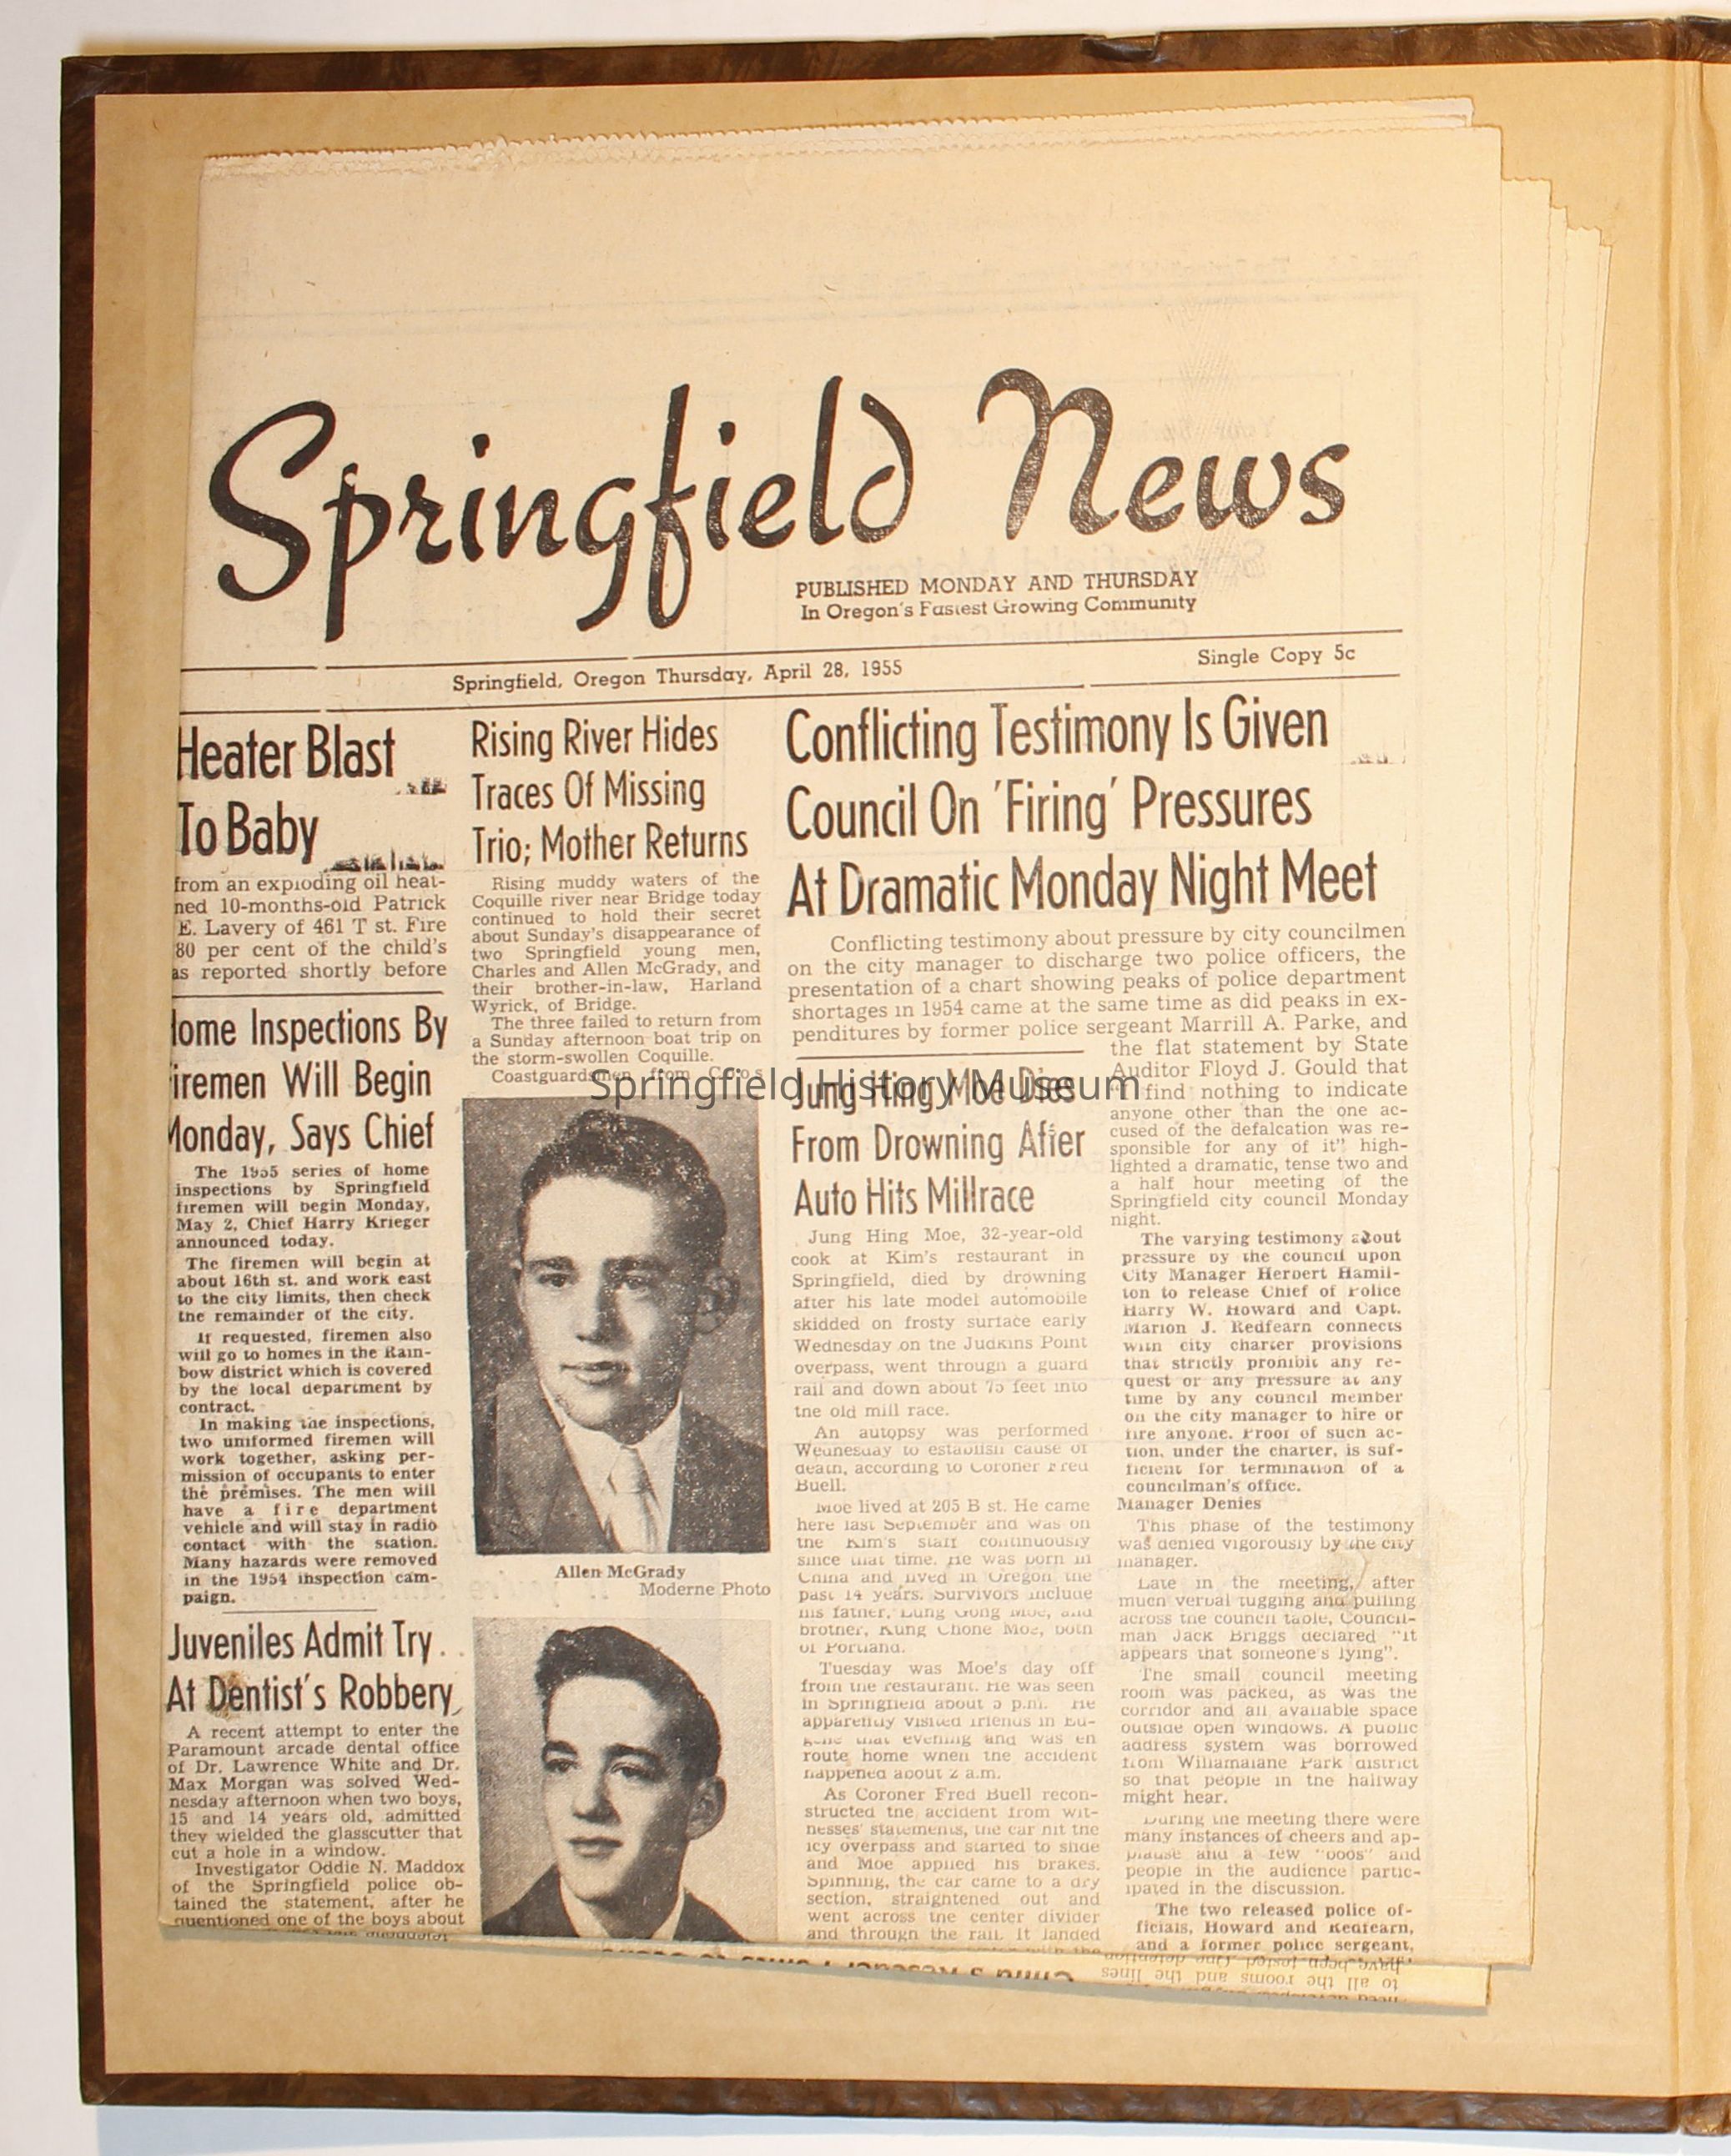 Springfield News
PUBLISHED MONDAY AND THURSDAY
In Oregon's Fastest Growing Community
Springfield, Oregon Thursday, April 28, 1955
Single Copy 5c
Heater Blast
To Baby
from an exploding oil heat-
ned 10-months-old Patrick
E. Lavery of 461 T st. Fire
80 per cent of the child's
as reported shortly before
ome Inspections By
iremen Will Begin
Monday, Says Chief
The 1955 series of home
inspections by Springfield
firemen will begin Monday,
May 2, Chief Harry Krieger
announced today.
The firemen will begin at
about 16th st. and work east
to the city limits, then check
the remainder of the city.
If requested, firemen also
will go to homes in the Rain-
bow district which is covered
by the local department by
contract.
In making the inspections,
two uniformed firemen will
work together, asking per-
mission of occupants to enter
the premises. The men will
have a fire department
vehicle and will stay in radio
contact with the station.
Many hazards were removed
in the 1954 inspection cam-
paign.
Juveniles Admit Try
At Dentist's Robbery
A recent attempt to enter the
Paramount arcade dental office
of Dr. Lawrence White and Dr.
Max Morgan was solved Wed-
nesday afternoon when two boys,
15 and 14 years old, admitted
they wielded the glasscutter that
cut a hole in a window.
Investigator Oddie N. Maddox
of the Springfield police ob-
tained the statement, after he
questioned one of the boys about
Rising River Hides
Traces Of Missing
Trio; Mother Returns
Rising muddy waters of the
Coquille river near Bridge today
continued to hold their secret
about Sunday's disappearance of
two Springfield young men,
Charles and Allen McGrady, and
their brother-in-law, Harland
Wyrick, of Bridge.
The three failed to return from
a Sunday afternoon boat trip on
the storm-swollen Coquille.
Coastguardsmen from Coos
Springfield History Museum
Allen McGrady
Moderne Photo
Conflicting Testimony Is Given
Council On 'Firing' Pressures
At Dramatic Monday Night Meet
Conflicting testimony about pressure by city councilmen
on the city manager to discharge two police officers, the
presentation of a chart showing peaks of police department
shortages in 1954 came at the same time as did peaks in ex-
penditures by former police sergeant Marrill A. Parke, and
the flat statement by State
Auditor Floyd J. Gould that
find nothing to indicate
anyone other than the one ac-
cused of the defalcation was re-
sponsible for any of it" high-
lighted a dramatic, tense two and
a half hour meeting of the
Springfield city council Monday
night.
The varying testimony about
pressure by the council upon
City Manager Herbert Hamil-
ton to release Chief of Police
Harry W. Howard and Capt.
Marion J. Redfearn connects
with city charter provisions
that strictly prohibit any re-
quest or any pressure at any
time by any council member
on the city manager to hire or
fire anyone. Proof of such ac-
tion, under the charter, is suf-
ficient for termination of a
councilman's office.
Manager Denies
This phase of the testimony
was denied vigorously by the city
manager.
Late in the meeting, after
much verbal tugging and pulling
across the council table, Council-
man Jack Briggs declared "it
appears that someone's lying".
The small council meeting
room was packed, as was the
corridor and all available space
outside open windows. A public
address system was borrowed
from Willamalane Park district
so that people in the hallway
might hear.
During the meeting there were
many instances of cheers and ap-
plause and a few "boos" and
people in the audience partic-
ipated in the discussion.
The two released police of-
ficials, Howard and Redfearn,
and a former police sergeant,
Jung Hing Moe Dies
From Drowning After
Auto Hits Millrace
Jung Hing Moe, 32-year-old
cook at Kim's restaurant in
Springfield, died by drowning
after his late model automobile
skidded on frosty surface early
Wednesday on the Judkins Point
overpass, went through a guard
rail and down about 75 feet into
the old mill race.
An autopsy was performed
Wednesday to establish cause of
death, according to Coroner Fred
Buell.
Moe lived at 205 B st. He came
here last September and was on
the Kim's staff continuously
since that time. He was born in
China and lived in Oregon the
past 14 years. Survivors include
his father, Lung Gong Moe, and
brother, Kung Chone Moe, both
of Portland.
Tuesday was Moe's day off
from the restaurant. He was seen
in Springfield about 5 p.m. He
apparently visited friends in Eu-
gene that evening and was en
route home when the accident
happened about 2 a.m.
As Coroner Fred Buell recon-
structed the accident from wit-
nesses' statements, the car hit the
icy overpass and started to slide
and Moe applied his brakes.
Spinning, the car came to a dry
section, straightened out and
went across the center divider
and through the rail. It landed
to all the rooms and the lines